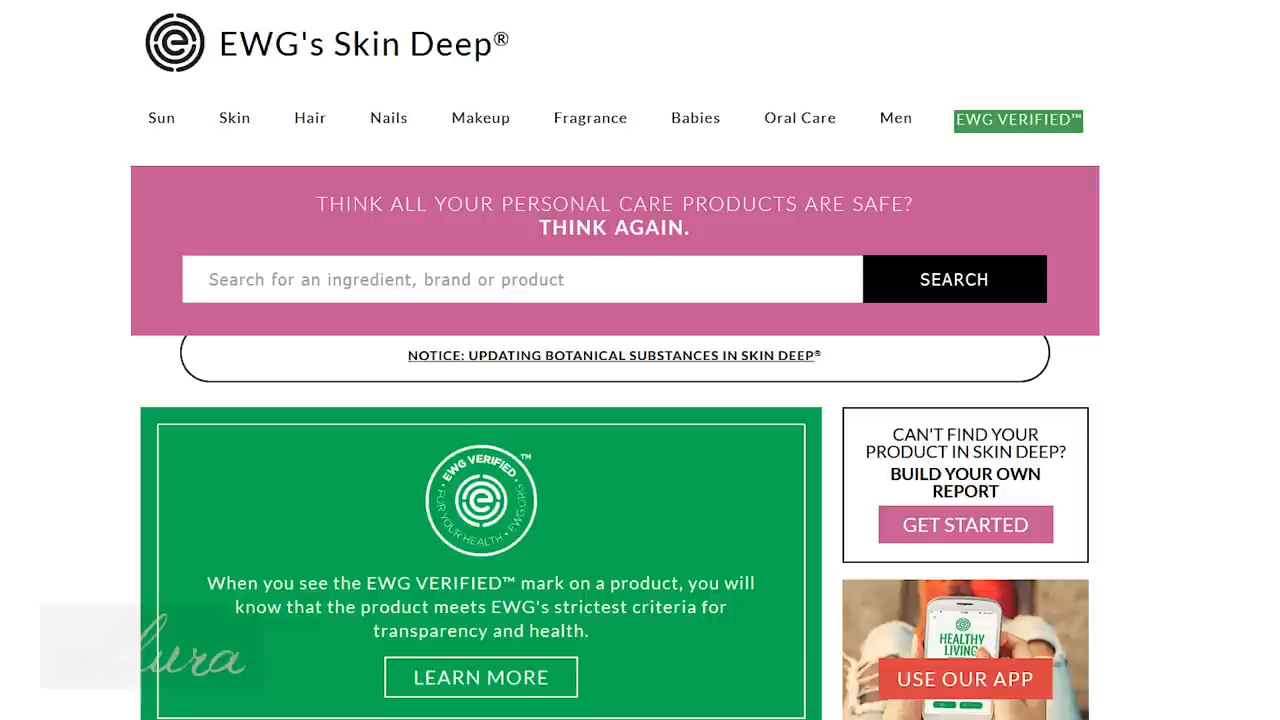 EWG's Skin Deep®
Sun Skin Hair Nails Makeup Fragrance Babies Oral Care Men EWG VERIFIED™
THINK ALL YOUR PERSONAL CARE PRODUCTS ARE SAFE?
THINK AGAIN.
Search for an ingredient, brand or product SEARCH
NOTICE: UPDATING BOTANICAL SUBSTANCES IN SKIN DEEP®
EWG VERIFIED™
FOR YOUR HEALTH • EWG.ORG
When you see the EWG VERIFIED™ mark on a product, you will
know that the product meets EWG's strictest criteria for
transparency and health.
LEARN MORE
CAN'T FIND YOUR
PRODUCT IN SKIN DEEP?
BUILD YOUR OWN
REPORT
GET STARTED
HEALTHY
LIVING
USE OUR APP